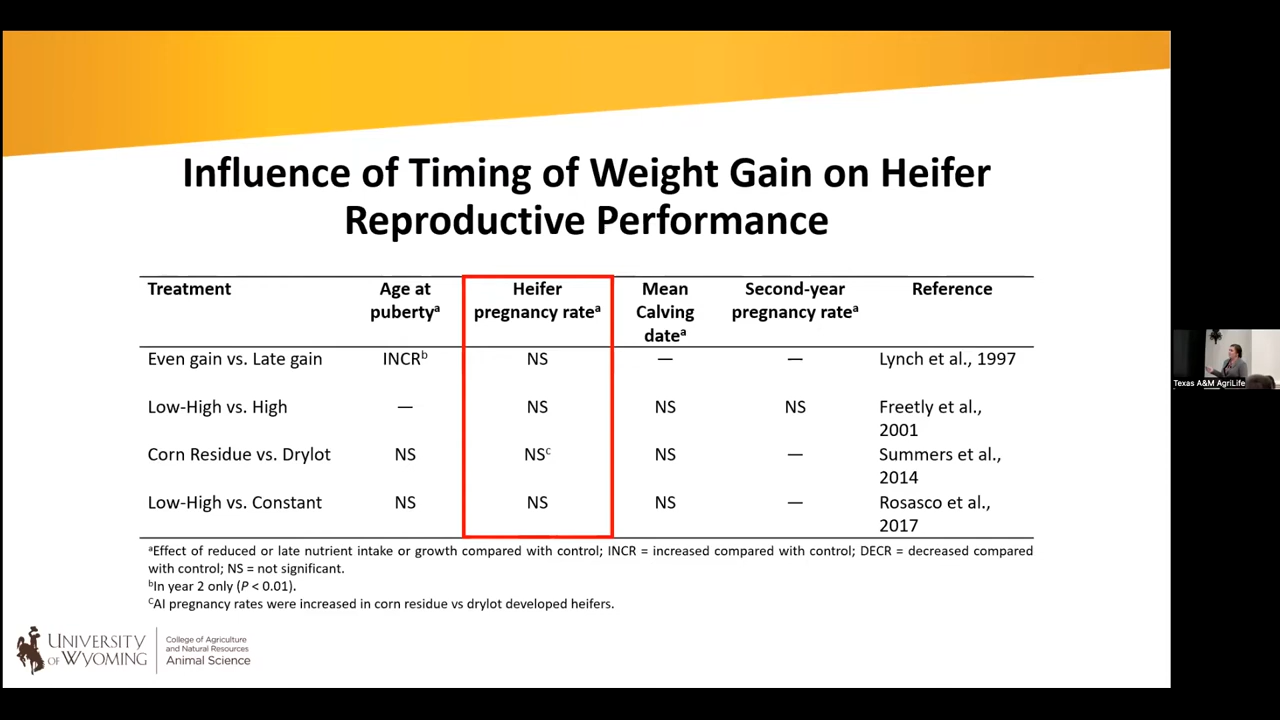 Influence of Timing of Weight Gain on Heifer
Reproductive Performance
Treatment Age at pubertyᵃ Heifer pregnancy rateᵃ Mean Calving dateᵃ Second-year pregnancy rateᵃ Reference
Even gain vs. Late gain INCRᵇ NS — — Lynch et al., 1997
Low-High vs. High — NS NS NS Freetly et al., 2001
Corn Residue vs. Drylot NS NSᶜ NS — Summers et al., 2014
Low-High vs. Constant NS NS NS — Rosasco et al., 2017
ᵃEffect of reduced or late nutrient intake or growth compared with control; INCR = increased compared with control; DECR = decreased compared
with control; NS = not significant.
ᵇIn year 2 only (P < 0.01).
ᶜAI pregnancy rates were increased in corn residue vs drylot developed heifers.
UNIVERSITY
OF WYOMING
College of Agriculture
and Natural Resources
Animal Science
Texas A&M AgriLife